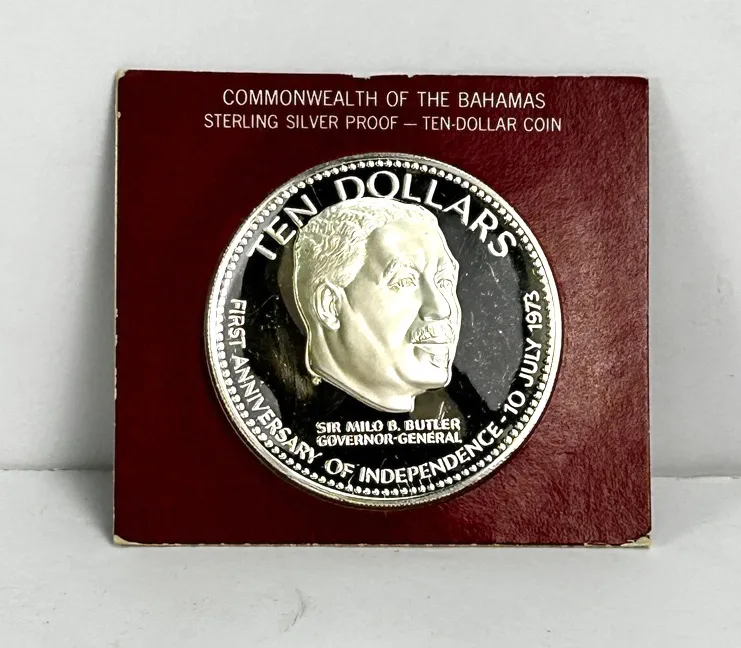 COMMONWEALTH OF THE BAHAMAS
STERLING SILVER PROOF — TEN-DOLLAR COIN
TEN DOLLARS
SIR MILO B. BUTLER
GOVERNOR-GENERAL
FIRST ANNIVERSARY OF INDEPENDENCE - 10 JULY 1973